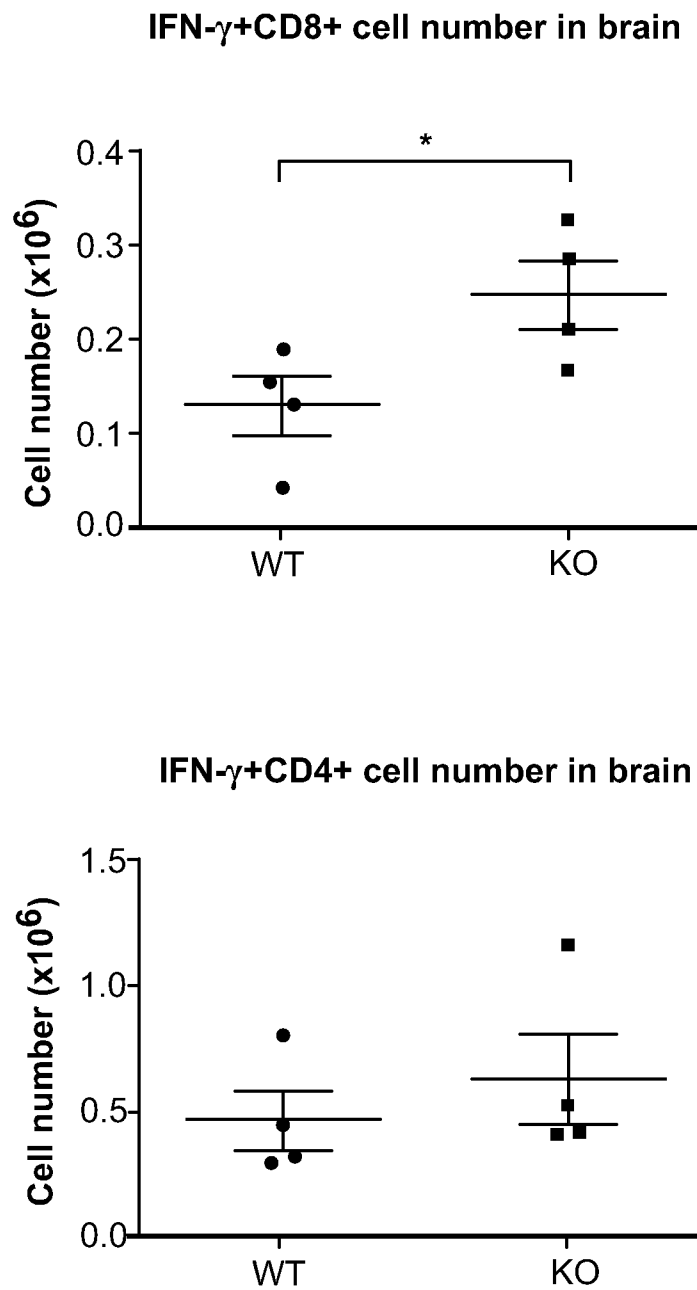 IFN-γ+CD8+ cell number in brain
*
Cell number (x10⁶)
0.4
0.3
0.2
0.1
0.0
WT KO
IFN-γ+CD4+ cell number in brain
Cell number (x10⁶)
1.5
1.0
0.5
0.0
WT KO